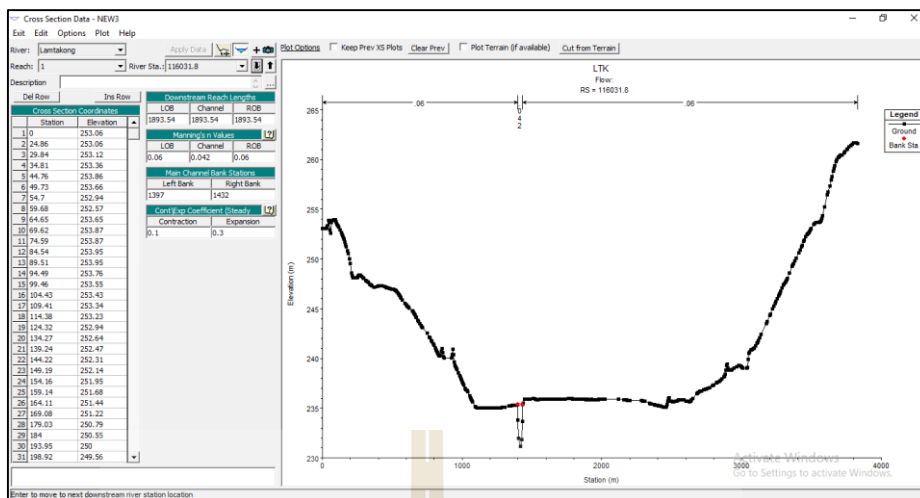 Cross Section Data - NEW3
Exit Edit Options Plot Help
River: Lamtakong Apply Data Plot Options Keep Prev XS Plots Clear Prev Plot Terrain (if available) Cut from Terrain
Reach: 1 River Sta.: 116031.8
Description ...
Del Row Ins Row
Cross Section Coordinates
Station Elevation
1 0 253.06
2 24.86 253.06
3 29.84 253.12
4 34.81 253.36
5 44.76 253.86
6 49.73 253.66
7 54.7 252.94
8 59.68 252.57
9 64.65 253.65
10 69.62 253.87
11 74.59 253.87
12 84.54 253.95
13 89.51 253.95
14 94.49 253.76
15 99.46 253.55
16 104.43 253.43
17 109.41 253.34
18 114.38 253.23
19 124.32 252.94
20 134.27 252.64
21 139.24 252.47
22 144.22 252.31
23 149.19 252.14
24 154.16 251.95
25 159.14 251.68
26 164.11 251.44
27 169.08 251.22
28 179.03 250.79
29 184 250.55
30 193.95 250
31 198.92 249.56
Downstream Reach Lengths
LOB Channel ROB
1893.54 1893.54 1893.54
Manning's n Values
LOB Channel ROB
0.06 0.042 0.06
Main Channel Bank Stations
Left Bank Right Bank
1397 1432
Cont\Exp Coefficient (Steady
Contraction Expansion
0.1 0.3
LTK
Flow:
RS = 116031.8
.06 .042 .06
Legend
Ground
Bank Sta
Elevation (m)
265
260
255
250
245
240
235
230
0 1000 2000 3000 4000
Station (m)
Activate Windows
Go to Settings to activate Windows.
Enter to move to next downstream river station location